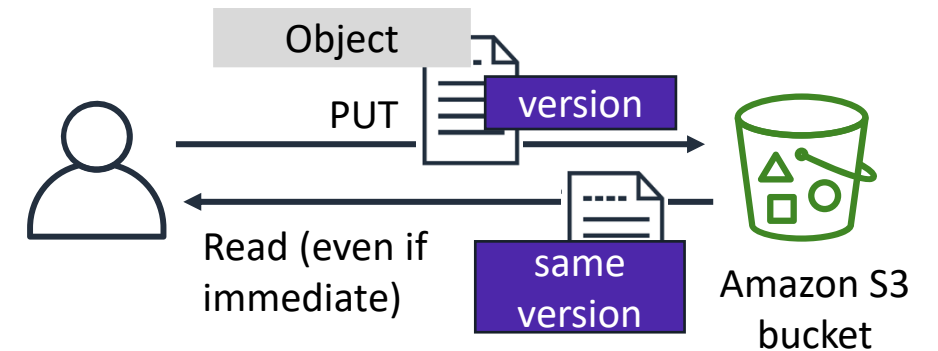 Object
PUT
version
Read (even if
immediate)
same
version
Amazon S3
bucket